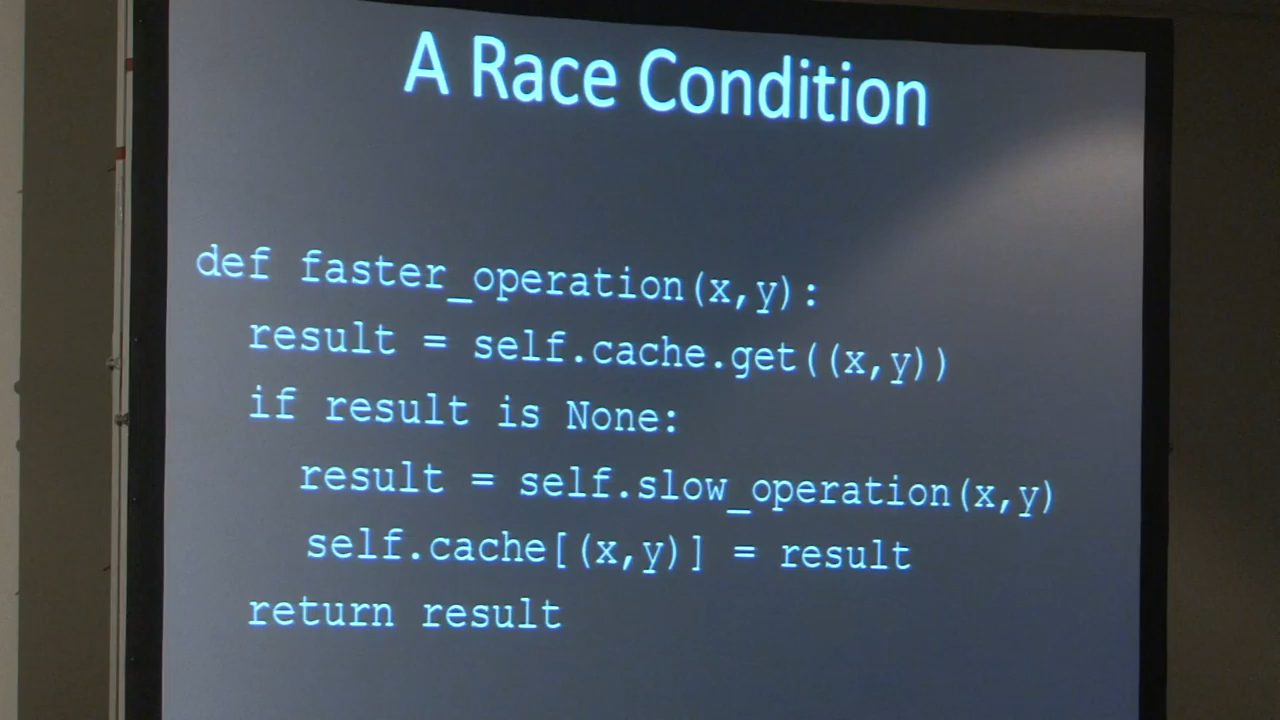 A Race Condition
def faster_operation(x,y):
  result = self.cache.get((x,y))
  if result is None:
    result = self.slow_operation(x,y)
    self.cache[(x,y)] = result
  return result